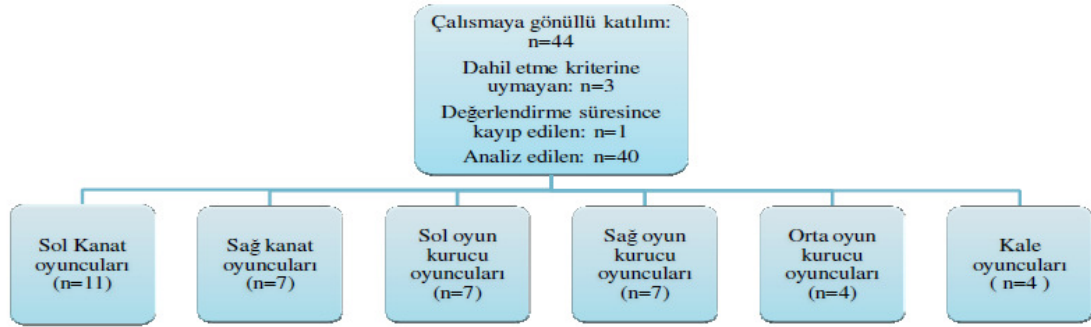 Çalısmaya gönüllü katılım:
n=44
Dahil etme kriterine
uymayan: n=3
Değerlendirme süresince
kayıp edilen: n=1
Analiz edilen: n=40
Sol Kanat
oyuncuları
(n=11)
Sağ kanat
oyuncuları
(n=7)
Sol oyun
kurucu
oyuncuları
(n=7)
Sağ oyun
kurucu
oyuncuları
(n=7)
Orta oyun
kurucu
oyuncuları
(n=4)
Kale
oyuncuları
( n=4 )